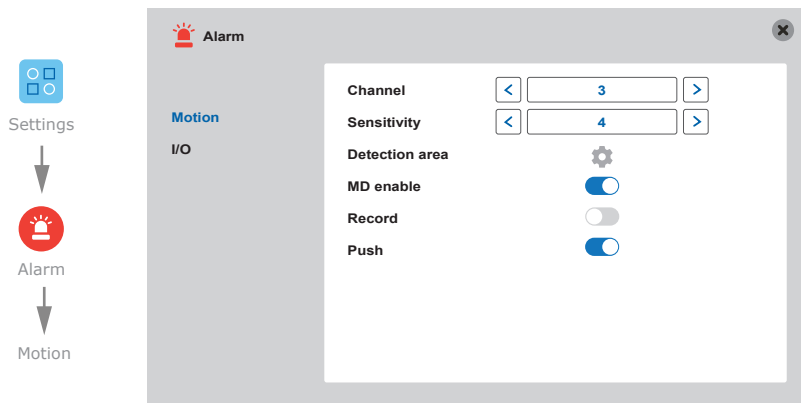 Settings
Alarm
Motion
Alarm
Motion
I/O
Channel < 3 >
Sensitivity < 4 >
Detection area
MD enable
Record
Push